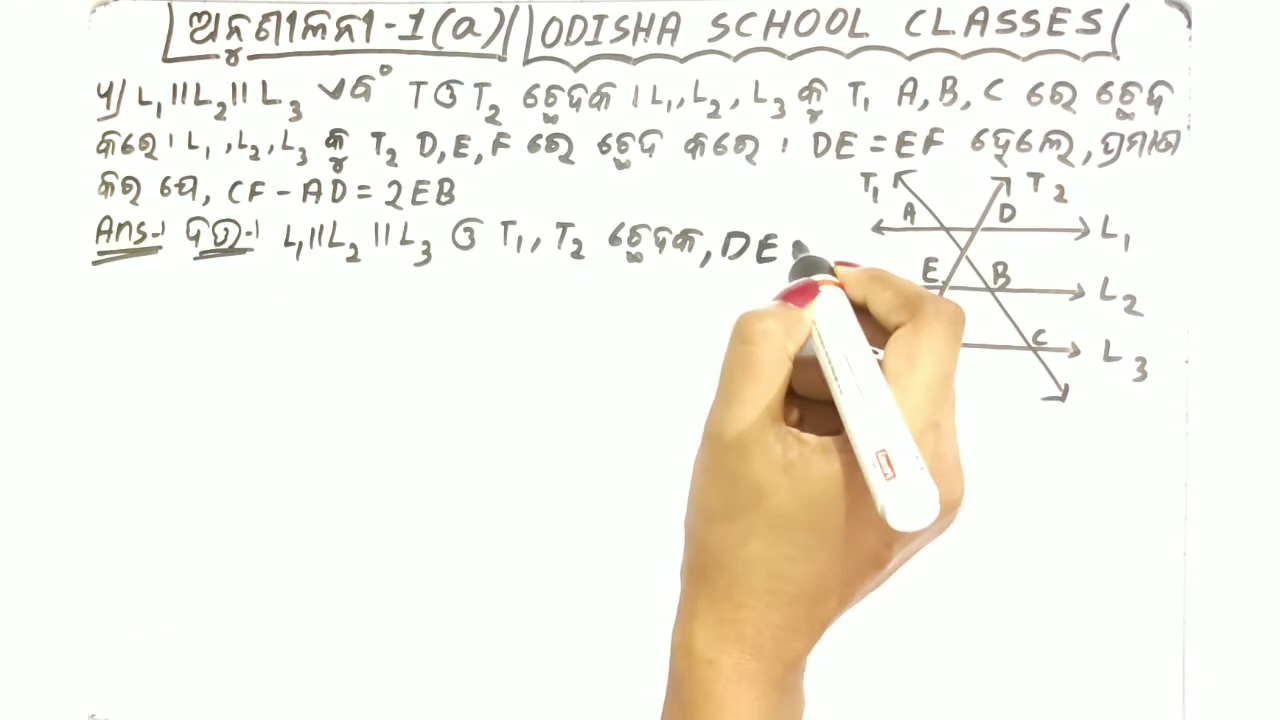 ଅନୁଶୀଳନୀ-1(a) ODISHA SCHOOL CLASSES
୪) L₁||L₂||L₃ ଏବଂ T ଓ T₂ ଛେଦକ । L₁, L₂, L₃ କୁ T₁ A, B, C ରେ ଛେଦ
କରେ । L₁, L₂, L₃ କୁ T₂ D, E, F ରେ ଛେଦ କରେ । DE = EF ହେଲେ, ପ୍ରମାଣ
କର ଯେ, CF - AD = 2EB
Ans-: ଦତ୍ତ-: L₁||L₂||L₃ ଓ T₁, T₂ ଛେଦକ, DE
T₁ T₂
A D L₁
E B L₂
C L₃